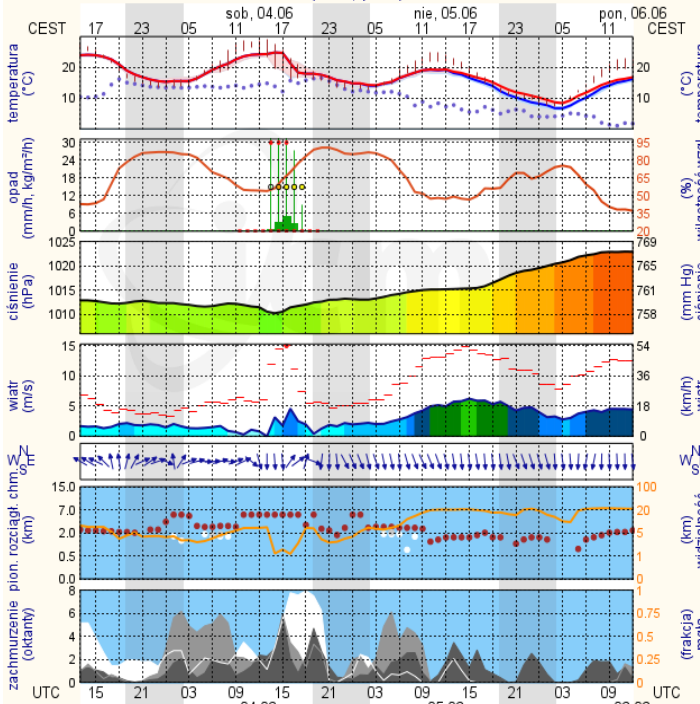 sob, 04.06 nie, 05.06 pon, 06.06
CEST 17 23 05 11 17 23 05 11 17 23 05 11 CEST
temperatura (°C) 20 10 20 10 (°C) temperatura
opad (mm/h, kg/m²/h) 30 24 18 12 6 0 95 80 65 50 35 20 (%)
ciśnienie (hPa) 1025 1020 1015 1010 769 765 761 758 (mm Hg) ciśnienie
wiatr (m/s) 15 10 5 0 54 36 18 0 (km/h) wiatr
N W E S N W S
pion. rozciągł. chm. (km) 15.0 7.0 2.0 0.5 0.0 100 20 5 1 0 (km)
zachmurzenie (oktanty) 8 6 4 2 0 1 0.75 0.5 0.25 0 (frakcja)
UTC 15 21 03 09 15 21 03 09 15 21 03 09 UTC